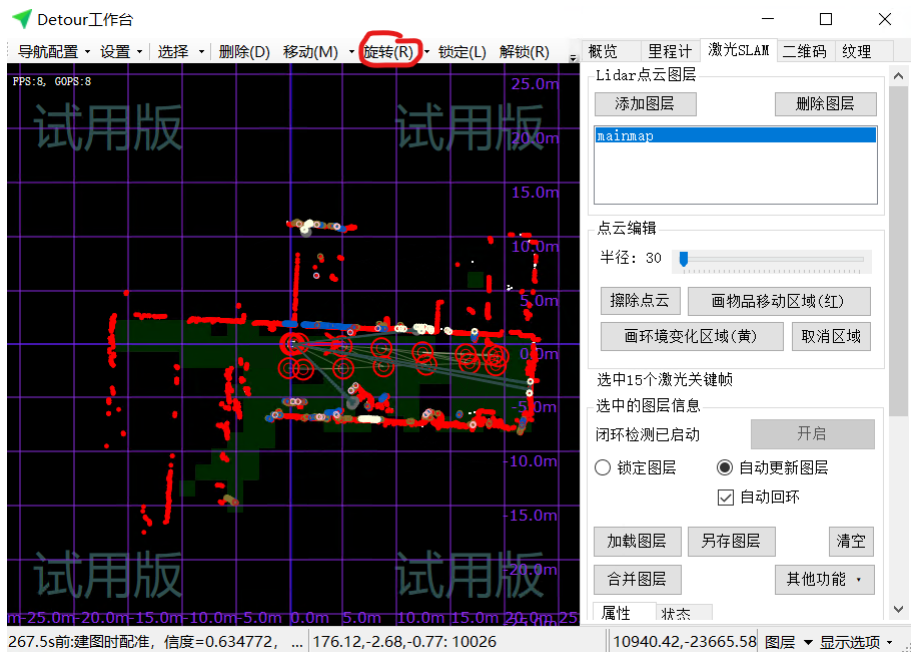 Detour工作台
导航配置 设置 选择 删除(D) 移动(M) 旋转(R) 锁定(L) 解锁(R)
概览 里程计 激光SLAM 二维码 纹理
FPS:8, GOPS:8
25.0m
试用版 试用版
20.0m
15.0m
10.0m
5.0m
0.0m
-5.0m
-10.0m
-15.0m
试用版 试用版
-20.0m
m-25.0m-20.0m-15.0m-10.0m-5.0m 0.0m 5.0m 10.0m 15.0m 20.0m 25
Lidar点云图层
添加图层 删除图层
mainmap
点云编辑
半径: 30
擦除点云 画物品移动区域(红)
画环境变化区域(黄) 取消区域
选中15个激光关键帧
选中的图层信息
闭环检测已启动 开启
锁定图层 自动更新图层
自动回环
加载图层 另存图层 清空
合并图层 其他功能
属性 状态
267.5s前:建图时配准，信度=0.634772， ... 176.12,-2.68,-0.77: 10026 10940.42,-23665.58 图层 显示选项